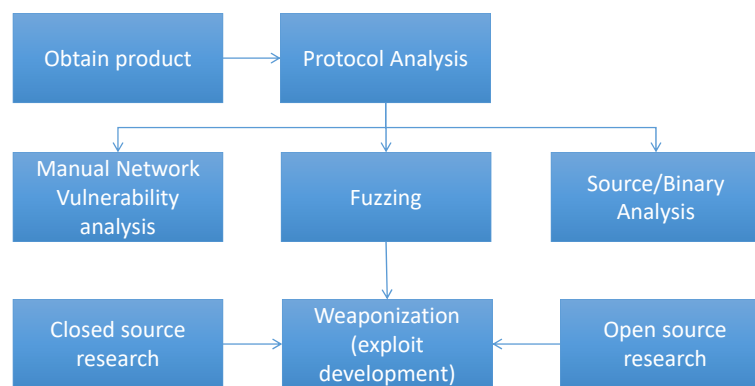 Obtain product
Protocol Analysis
Manual Network
Vulnerability
analysis
Fuzzing
Source/Binary
Analysis
Closed source
research
Weaponization
(exploit
development)
Open source
research